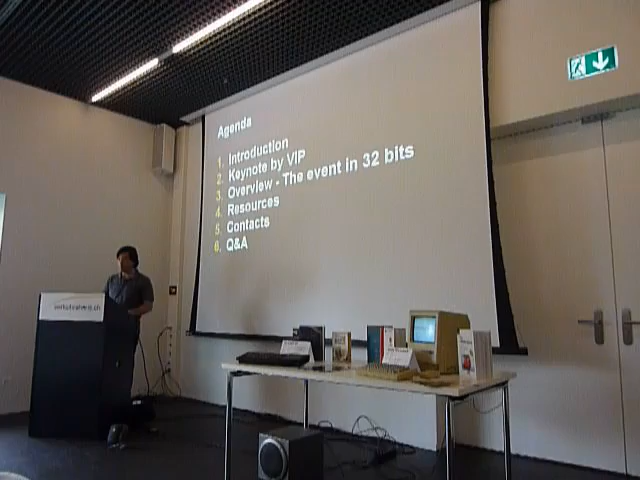 Agenda
1. Introduction
2. Keynote by VIP
3. Overview - The event in 32 bits
4. Resources
5. Contacts
6. Q&A